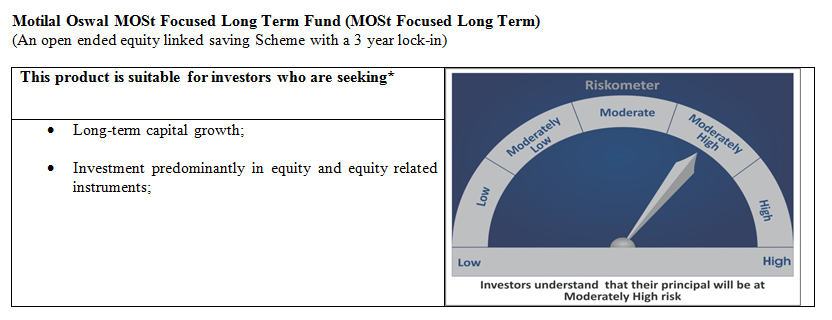 Motilal Oswal MOSt Focused Long Term Fund (MOSt Focused Long Term)
(An open ended equity linked saving Scheme with a 3 year lock-in)
This product is suitable for investors who are seeking*
• Long-term capital growth;
• Investment predominantly in equity and equity related
instruments;
Riskometer
Low
Moderately
Low
Moderate
Moderately
High
High
Low
High
Investors understand that their principal will be at
Moderately High risk